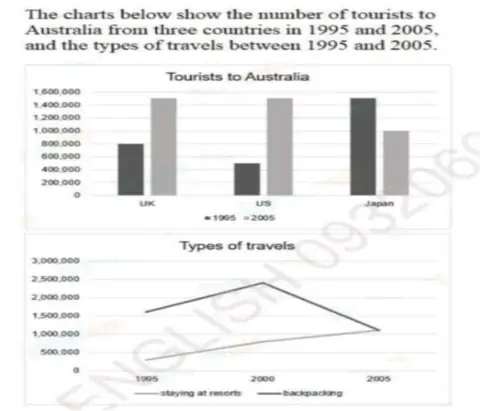 The charts below show the number of tourists to
Australia from three countries in 1995 and 2005,
and the types of travels between 1995 and 2005.
Tourists to Australia
1,600,000
1,400,000
1,200,000
1,000,000
800,000
600,000
400,000
200,000
0
UK US Japan
1995 2005
Types of travels
3,000,000
2,500,000
2,000,000
1,500,000
1,000,000
500,000
0
1995 2000 2005
staying at resorts backpacking
ENGLISH 0932060